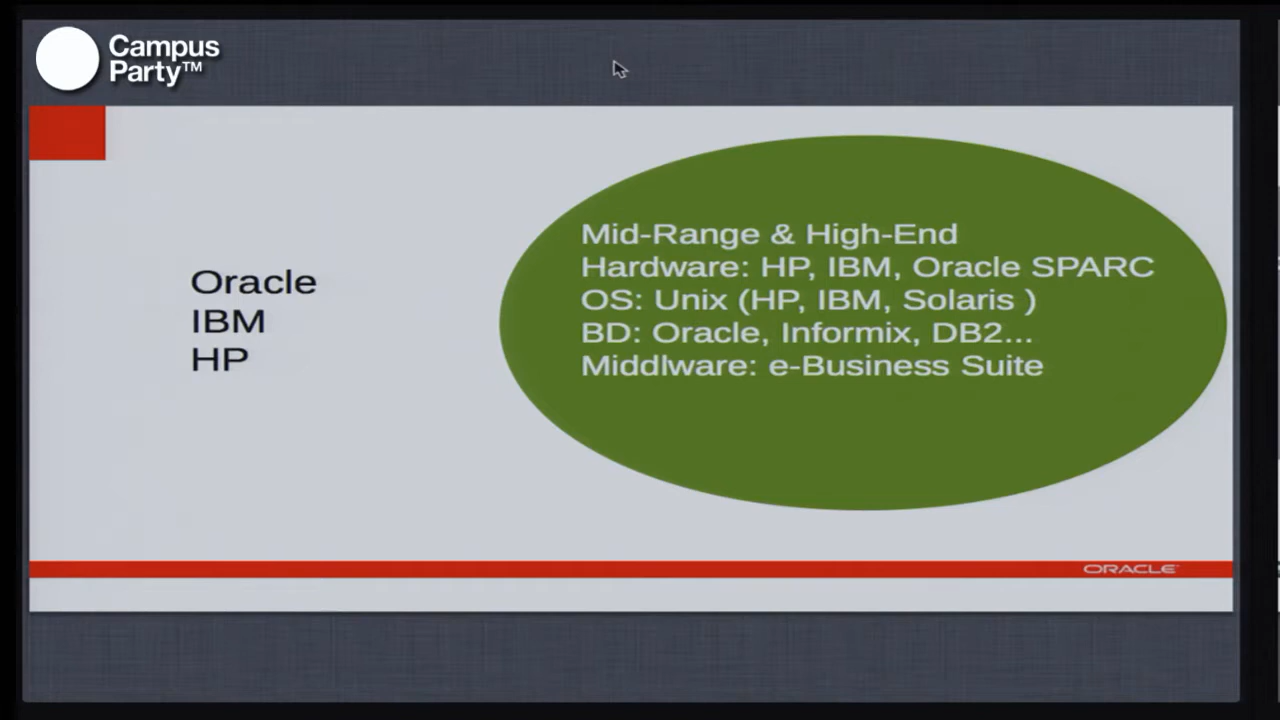 Campus
Party™
Oracle
IBM
HP
Mid-Range & High-End
Hardware: HP, IBM, Oracle SPARC
OS: Unix (HP, IBM, Solaris )
BD: Oracle, Informix, DB2...
Middlware: e-Business Suite
ORACLE